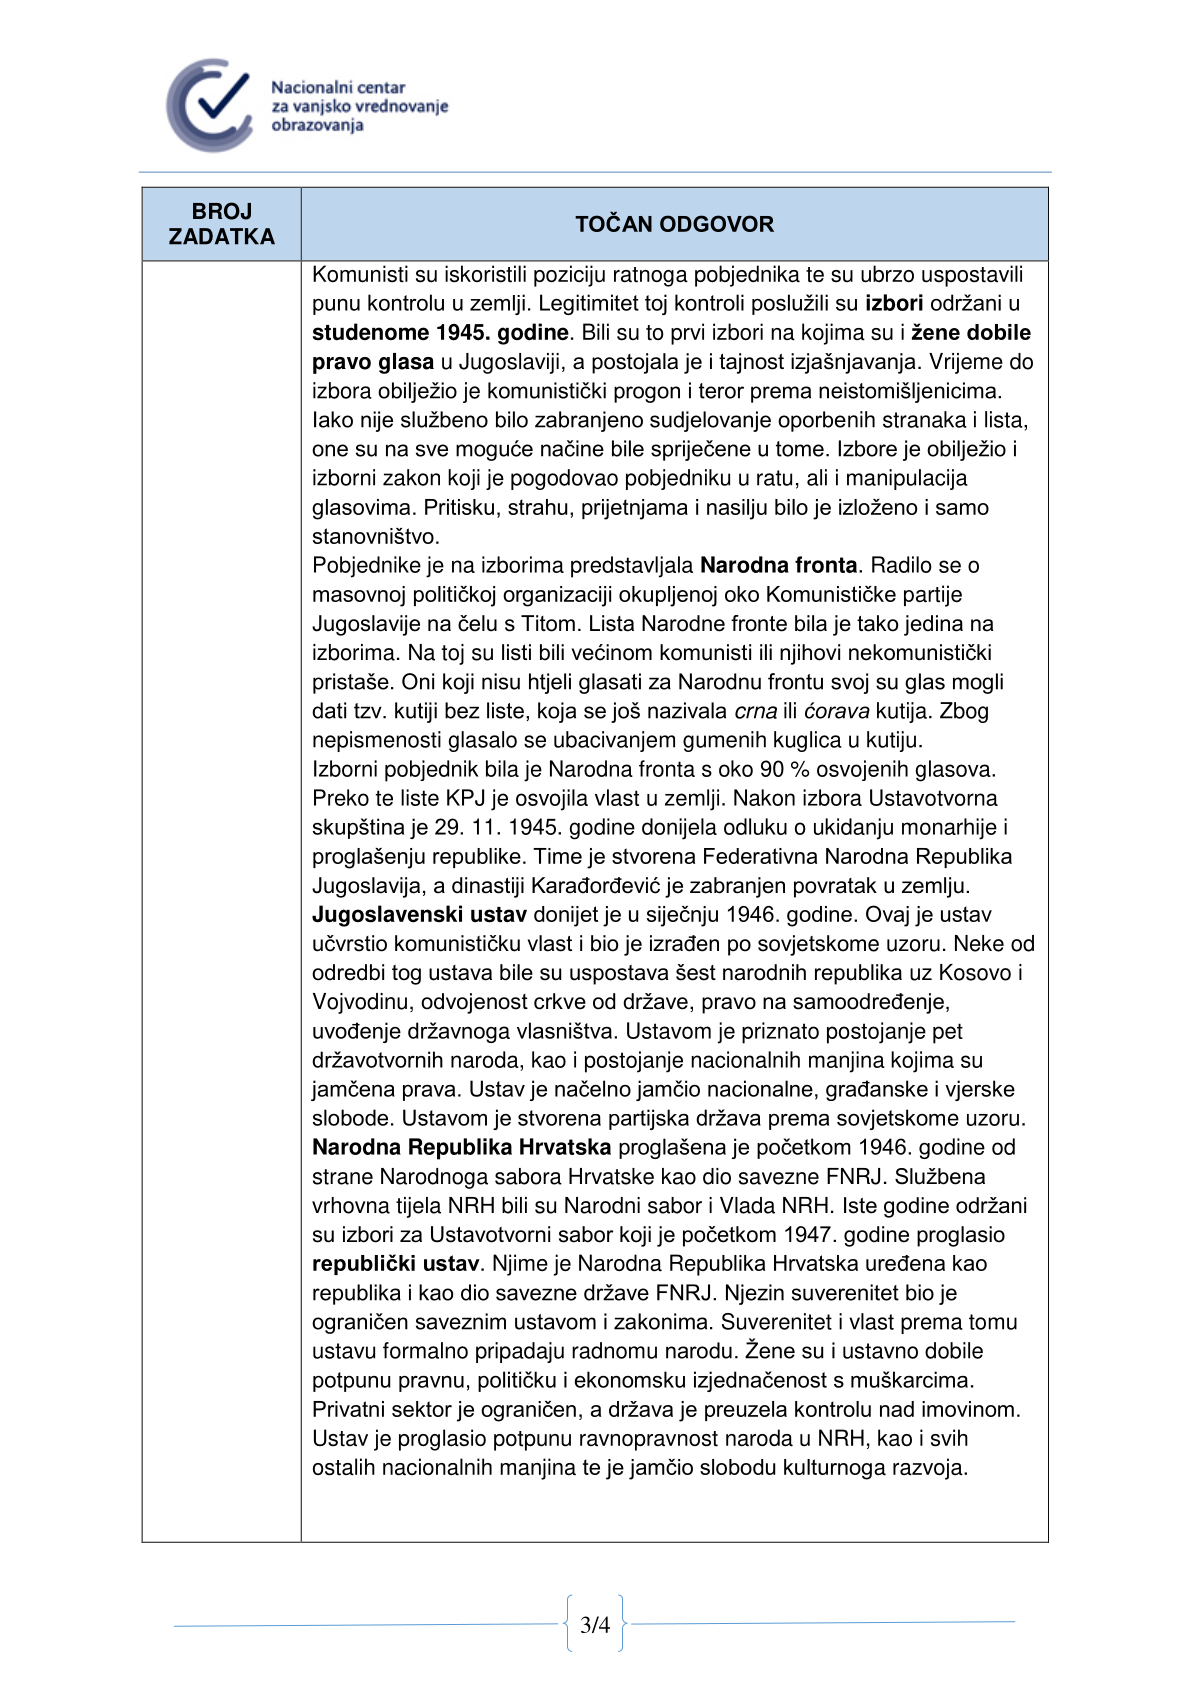 Nacionalni centar
za vanjsko vrednovanje
obrazovanja
BROJ
ZADATKA
TOČAN ODGOVOR
Komunisti su iskoristili poziciju ratnoga pobjednika te su ubrzo uspostavili
punu kontrolu u zemlji. Legitimitet toj kontroli poslužili su izbori održani u
studenome 1945. godine. Bili su to prvi izbori na kojima su i žene dobile
pravo glasa u Jugoslaviji, a postojala je i tajnost izjašnjavanja. Vrijeme do
izbora obilježio je komunistički progon i teror prema neistomišljenicima.
Iako nije službeno bilo zabranjeno sudjelovanje oporbenih stranaka i lista,
one su na sve moguće načine bile spriječene u tome. Izbore je obilježio i
izborni zakon koji je pogodovao pobjedniku u ratu, ali i manipulacija
glasovima. Pritisku, strahu, prijetnjama i nasilju bilo je izloženo i samo
stanovništvo.
Pobjednike je na izborima predstavljala Narodna fronta. Radilo se o
masovnoj političkoj organizaciji okupljenoj oko Komunističke partije
Jugoslavije na čelu s Titom. Lista Narodne fronte bila je tako jedina na
izborima. Na toj su listi bili većinom komunisti ili njihovi nekomunistički
pristaše. Oni koji nisu htjeli glasati za Narodnu frontu svoj su glas mogli
dati tzv. kutiji bez liste, koja se još nazivala crna ili ćorava kutija. Zbog
nepismenosti glasalo se ubacivanjem gumenih kuglica u kutiju.
Izborni pobjednik bila je Narodna fronta s oko 90 % osvojenih glasova.
Preko te liste KPJ je osvojila vlast u zemlji. Nakon izbora Ustavotvorna
skupština je 29. 11. 1945. godine donijela odluku o ukidanju monarhije i
proglašenju republike. Time je stvorena Federativna Narodna Republika
Jugoslavija, a dinastiji Karađorđević je zabranjen povratak u zemlju.
Jugoslavenski ustav donijet je u siječnju 1946. godine. Ovaj je ustav
učvrstio komunističku vlast i bio je izrađen po sovjetskome uzoru. Neke od
odredbi tog ustava bile su uspostava šest narodnih republika uz Kosovo i
Vojvodinu, odvojenost crkve od države, pravo na samoodređenje,
uvođenje državnoga vlasništva. Ustavom je priznato postojanje pet
državotvornih naroda, kao i postojanje nacionalnih manjina kojima su
jamčena prava. Ustav je načelno jamčio nacionalne, građanske i vjerske
slobode. Ustavom je stvorena partijska država prema sovjetskome uzoru.
Narodna Republika Hrvatska proglašena je početkom 1946. godine od
strane Narodnoga sabora Hrvatske kao dio savezne FNRJ. Službena
vrhovna tijela NRH bili su Narodni sabor i Vlada NRH. Iste godine održani
su izbori za Ustavotvorni sabor koji je početkom 1947. godine proglasio
republički ustav. Njime je Narodna Republika Hrvatska uređena kao
republika i kao dio savezne države FNRJ. Njezin suverenitet bio je
ograničen saveznim ustavom i zakonima. Suverenitet i vlast prema tomu
ustavu formalno pripadaju radnomu narodu. Žene su i ustavno dobile
potpunu pravnu, političku i ekonomsku izjednačenost s muškarcima.
Privatni sektor je ograničen, a država je preuzela kontrolu nad imovinom.
Ustav je proglasio potpunu ravnopravnost naroda u NRH, kao i svih
ostalih nacionalnih manjina te je jamčio slobodu kulturnoga razvoja.
3/4